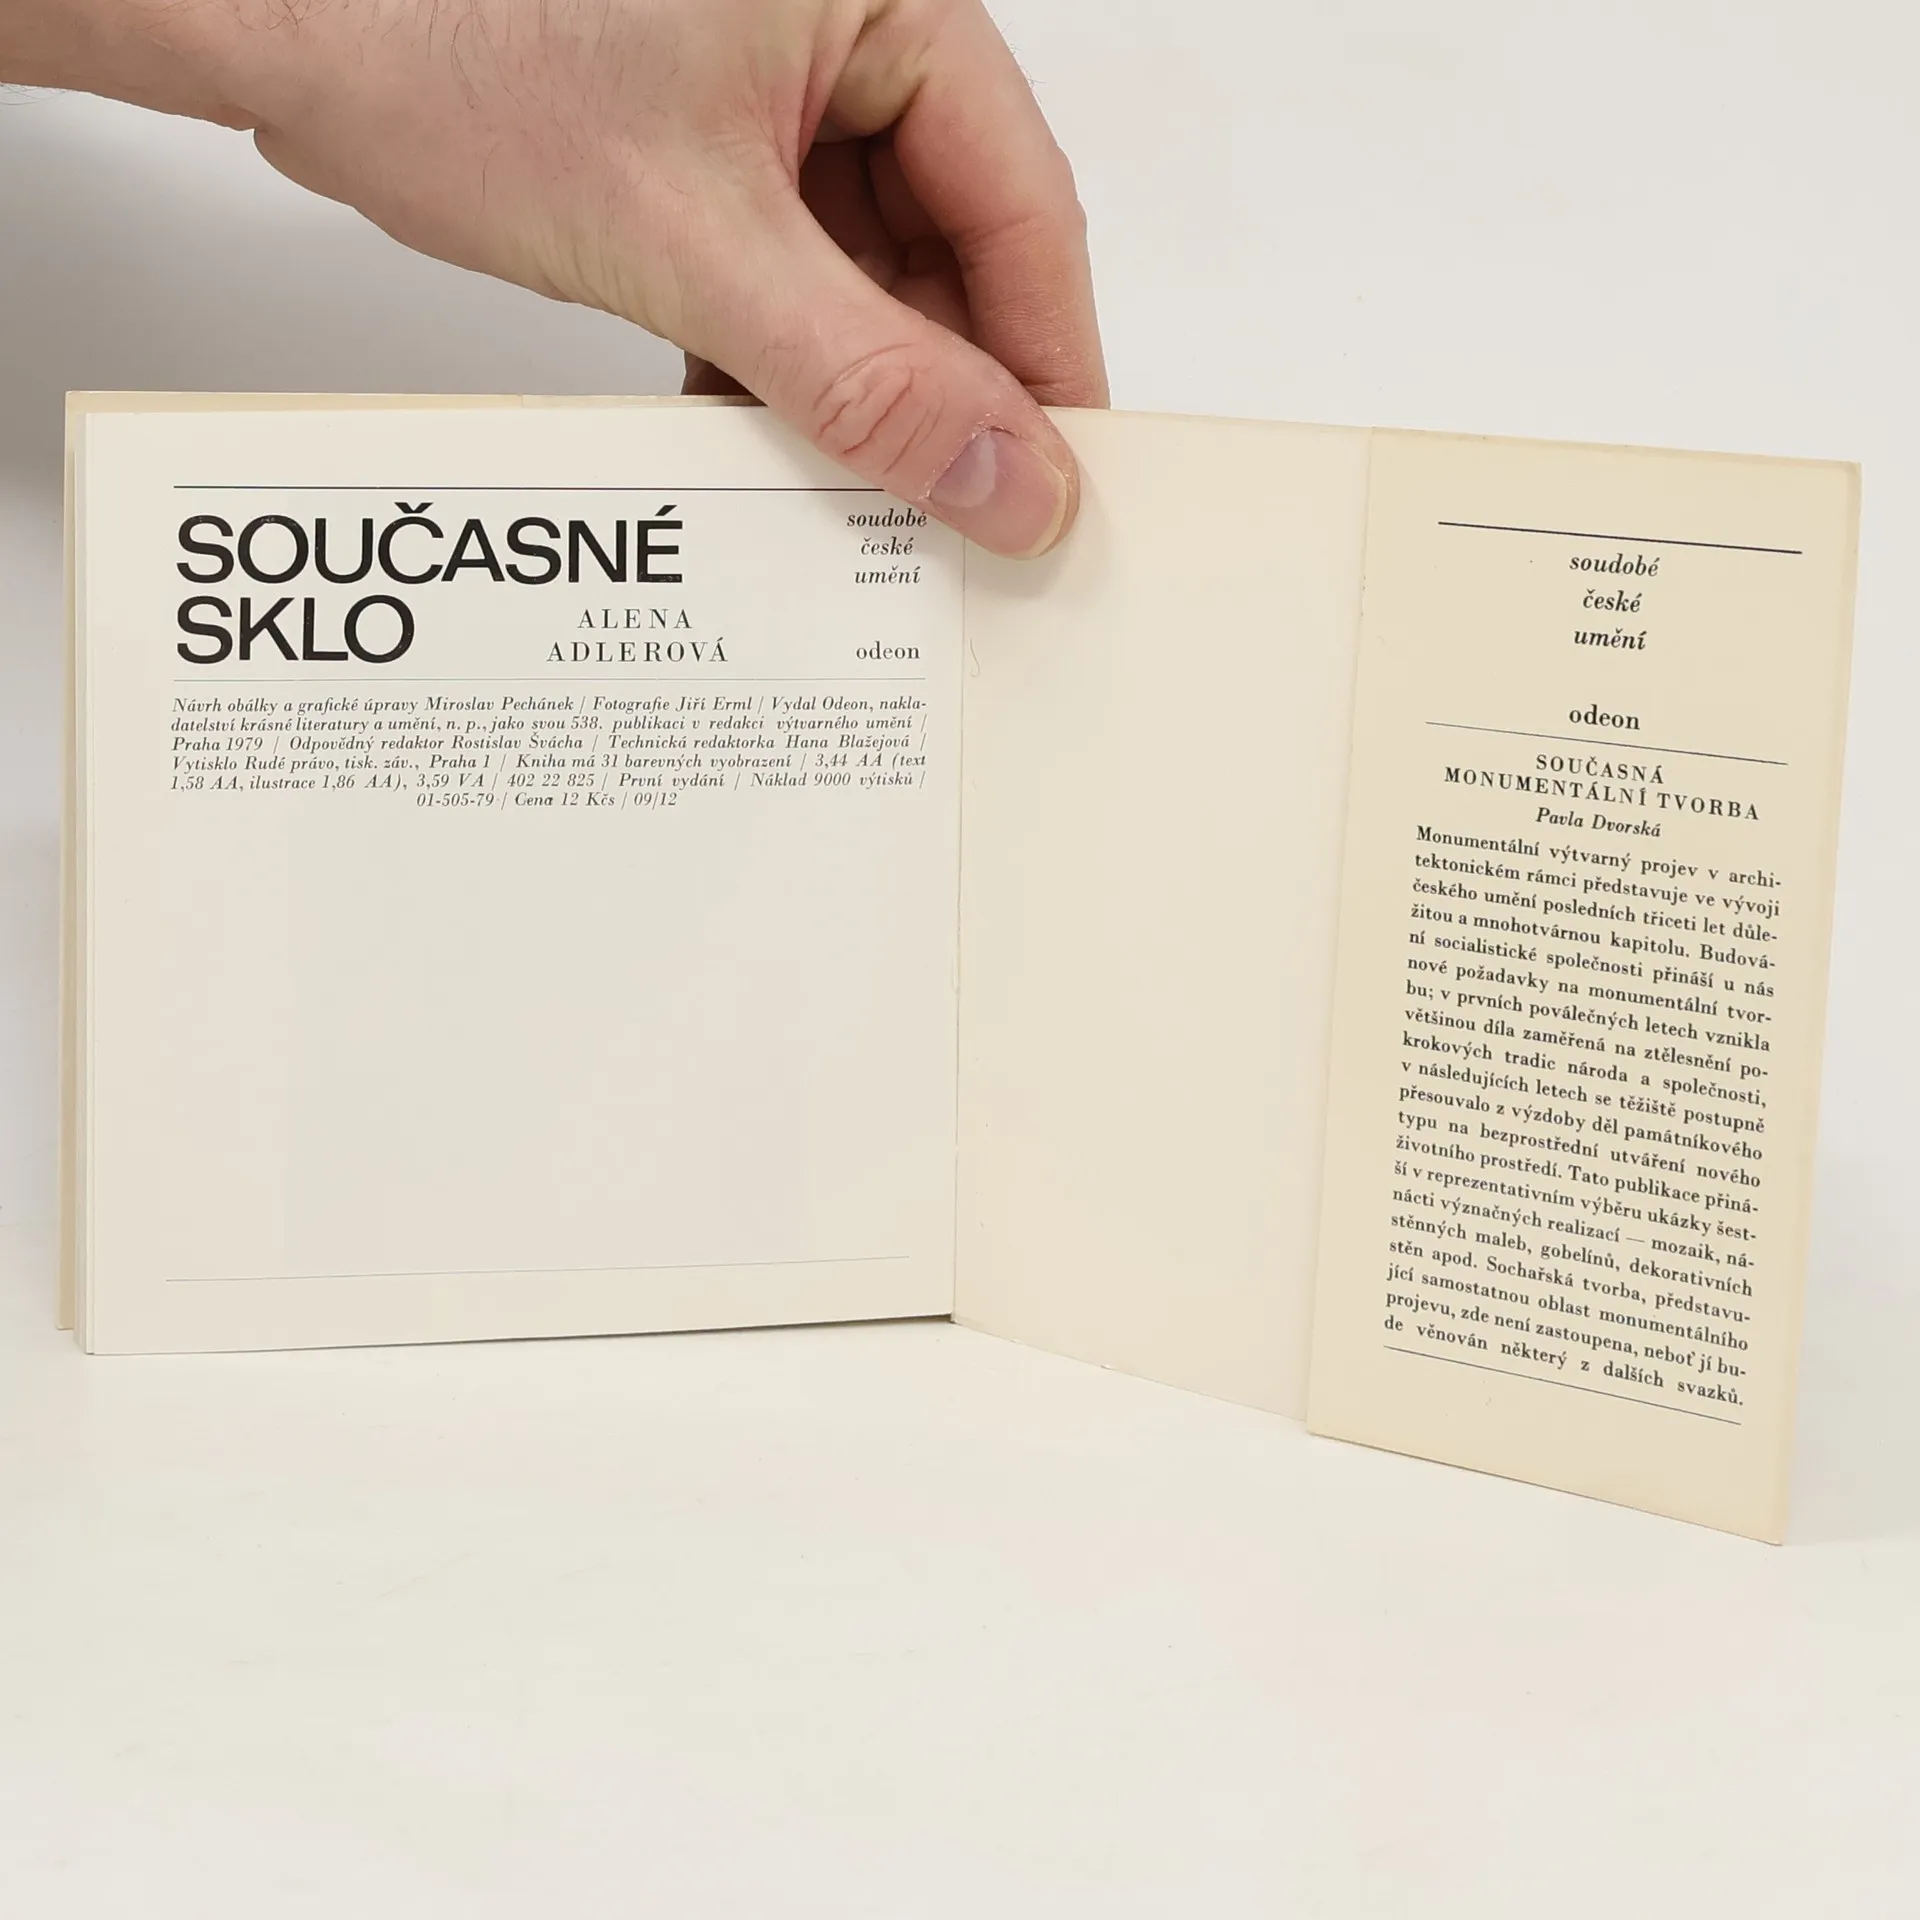 SOUČASNÉ
SKLO
ALENA
ADLEROVÁ
soudobé
české
umění
odeon
Návrh obálky a grafické úpravy Miroslav Pechánek / Fotografie Jiří Erml / Vydal Odeon, nakla-
datelství krásné literatury a umění, n. p., jako svou 538. publikaci v redakci výtvarného umění /
Praha 1979 / Odpovědný redaktor Rostislav Švácha / Technická redaktorka Hana Blažejová /
Vytisklo Rudé právo, tisk. záv., Praha 1 / Kniha má 31 barevných vyobrazení / 3,44 AA (text
1,58 AA, ilustrace 1,86 AA), 3,59 VA / 402 22 825 / První vydání / Náklad 9000 výtisků /
01-505-79 / Cena 12 Kčs / 09/12
soudobé
české
umění
odeon
SOUČASNÁ
MONUMENTÁLNÍ TVORBA
Pavla Dvorská
Monumentální výtvarný projev v archi-
tektonickém rámci představuje ve vývoji
českého umění posledních třiceti let důle-
žitou a mnohotvárnou kapitolu. Budová-
ní socialistické společnosti přináší u nás
nové požadavky na monumentální tvor-
bu; v prvních poválečných letech vznikla
většinou díla zaměřená na ztělesnění po-
krokových tradic národa a společnosti,
v následujících letech se těžiště postupně
přesouvalo z výzdoby děl památníkového
typu na bezprostřední utváření nového
životního prostředí. Tato publikace přiná-
ší v reprezentativním výběru ukázky šest-
nácti význačných realizací — mozaik, ná-
stěnných maleb, gobelínů, dekorativních
stěn apod. Sochařská tvorba, představu-
jící samostatnou oblast monumentálního
projevu, zde není zastoupena, neboť jí bu-
de věnován některý z dalších svazků.